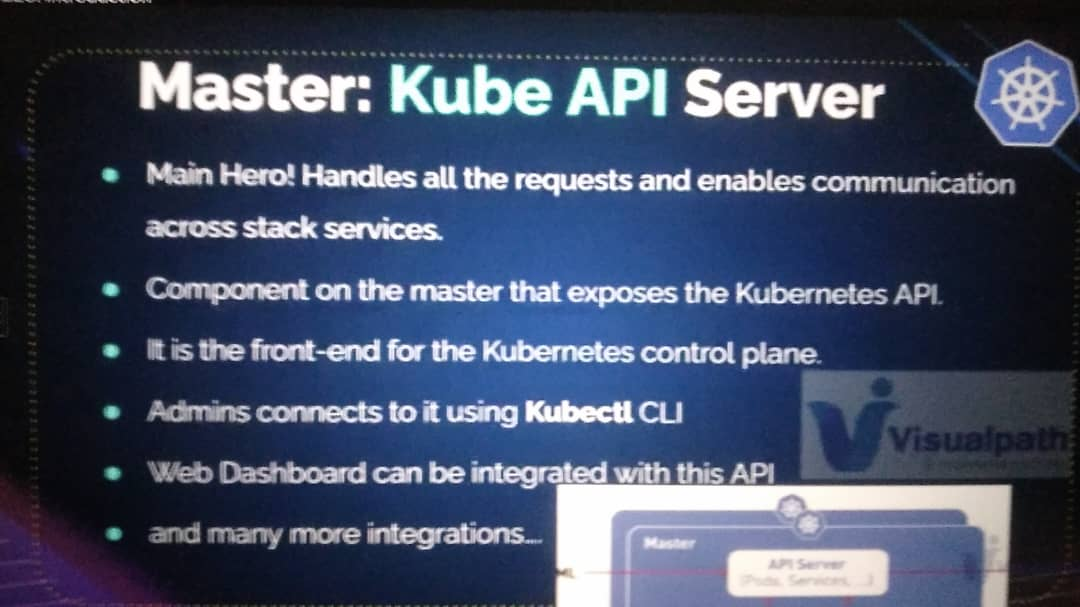 Master: Kube API Server
Main Hero! Handles all the requests and enables communication
across stack services.
Component on the master that exposes the Kubernetes API.
It is the front-end for the Kubernetes control plane.
Admins connects to it using Kubectl CLI
Visualpath
Web Dashboard can be integrated with this API
and many more integrations....
Master
API Server
(Pods, Services, ...)